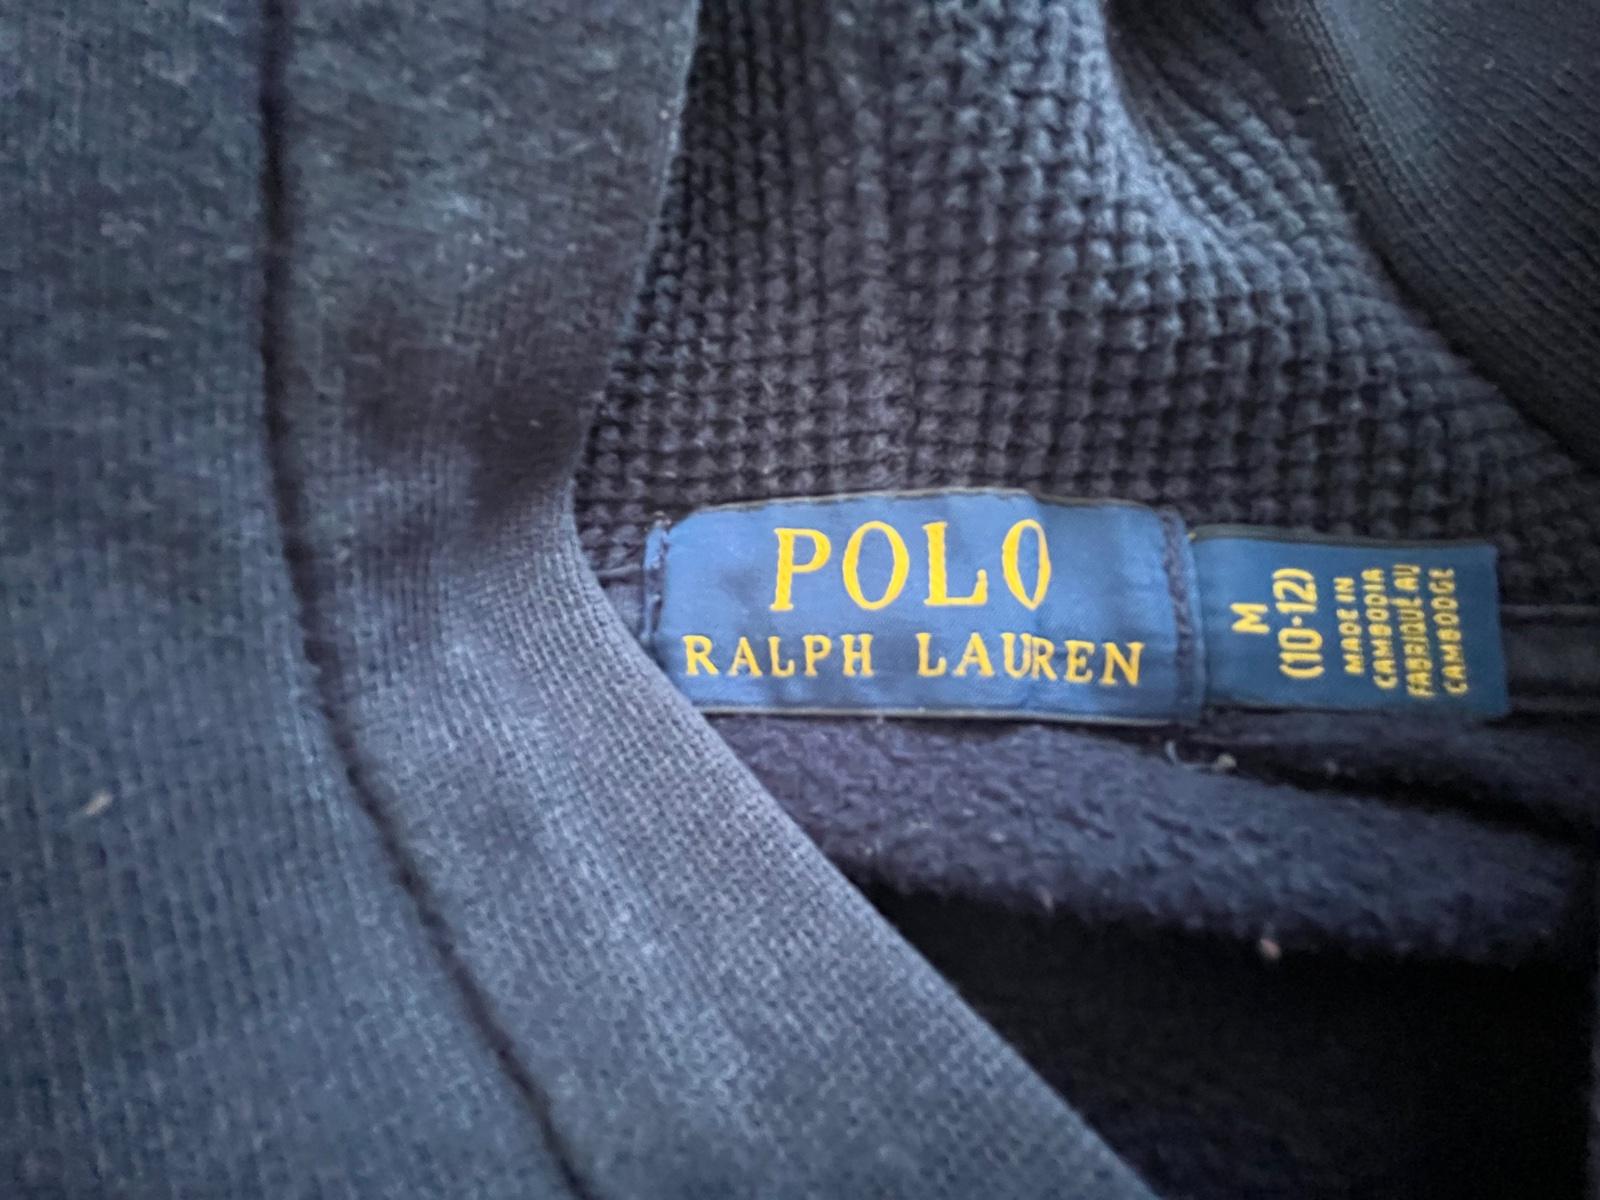 POLO
RALPH LAUREN
M
(10-12)
MADE IN
CAMBODIA
FABRIQUÉ AU
CAMBODGE